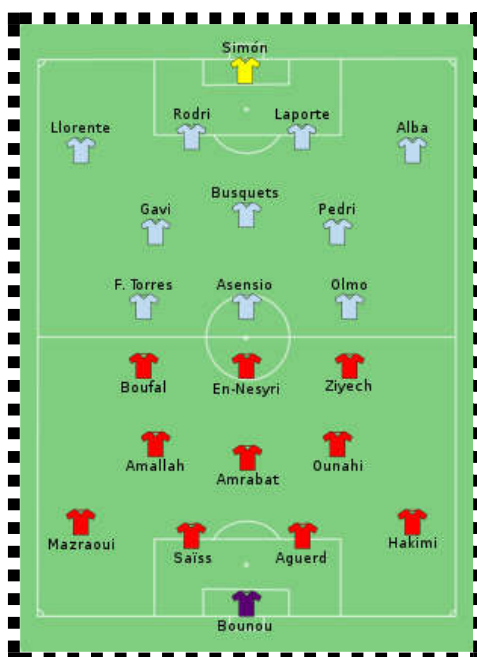 Simón
Llorente Rodri Laporte Alba
Gavi Busquets Pedri
F. Torres Asensio Olmo
Boufal En-Nesyri Ziyech
Amallah Amrabat Ounahi
Mazraoui Saïss Aguerd Hakimi
Bounou